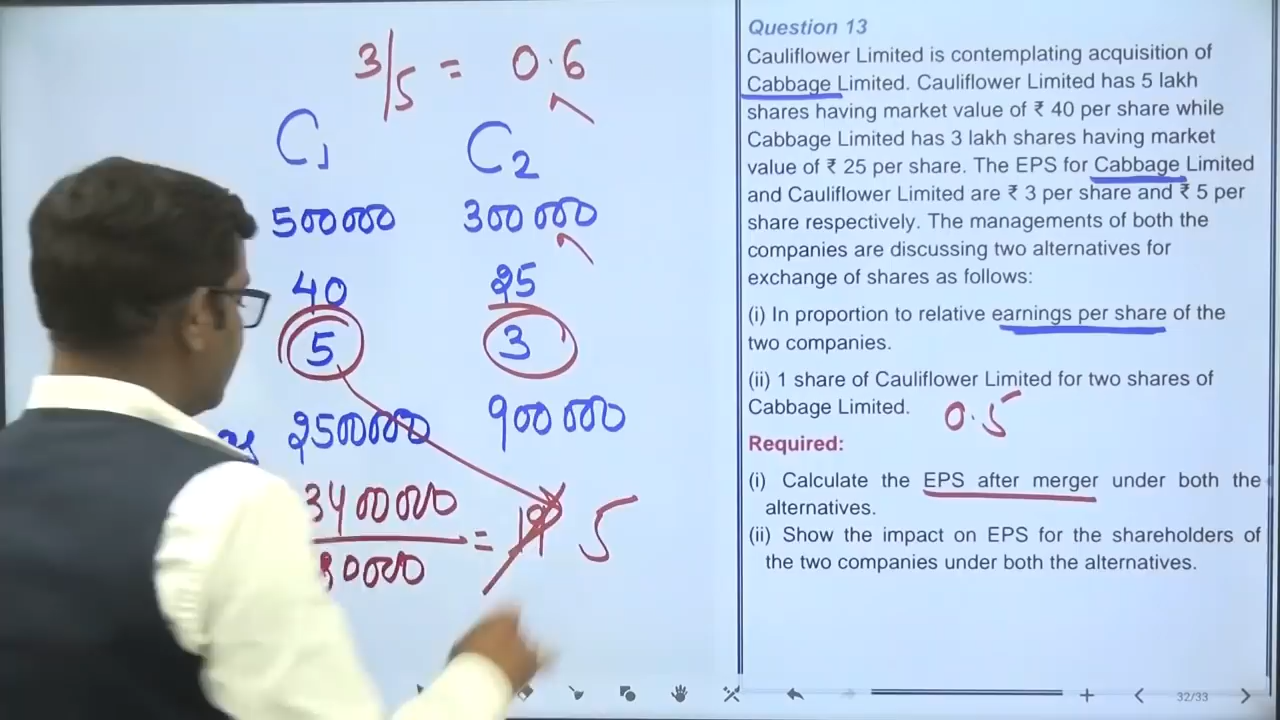 3/5 = 0.6
C1 C2
500000 300000
40 25
5 3
2500000 900000
3400000
= 19 5
Question 13
Cauliflower Limited is contemplating acquisition of
Cabbage Limited. Cauliflower Limited has 5 lakh
shares having market value of ₹ 40 per share while
Cabbage Limited has 3 lakh shares having market
value of ₹ 25 per share. The EPS for Cabbage Limited
and Cauliflower Limited are ₹ 3 per share and ₹ 5 per
share respectively. The managements of both the
companies are discussing two alternatives for
exchange of shares as follows:
(i) In proportion to relative earnings per share of the
two companies.
(ii) 1 share of Cauliflower Limited for two shares of
Cabbage Limited. 0.5
Required:
(i) Calculate the EPS after merger under both the
alternatives.
(ii) Show the impact on EPS for the shareholders of
the two companies under both the alternatives.
32/33